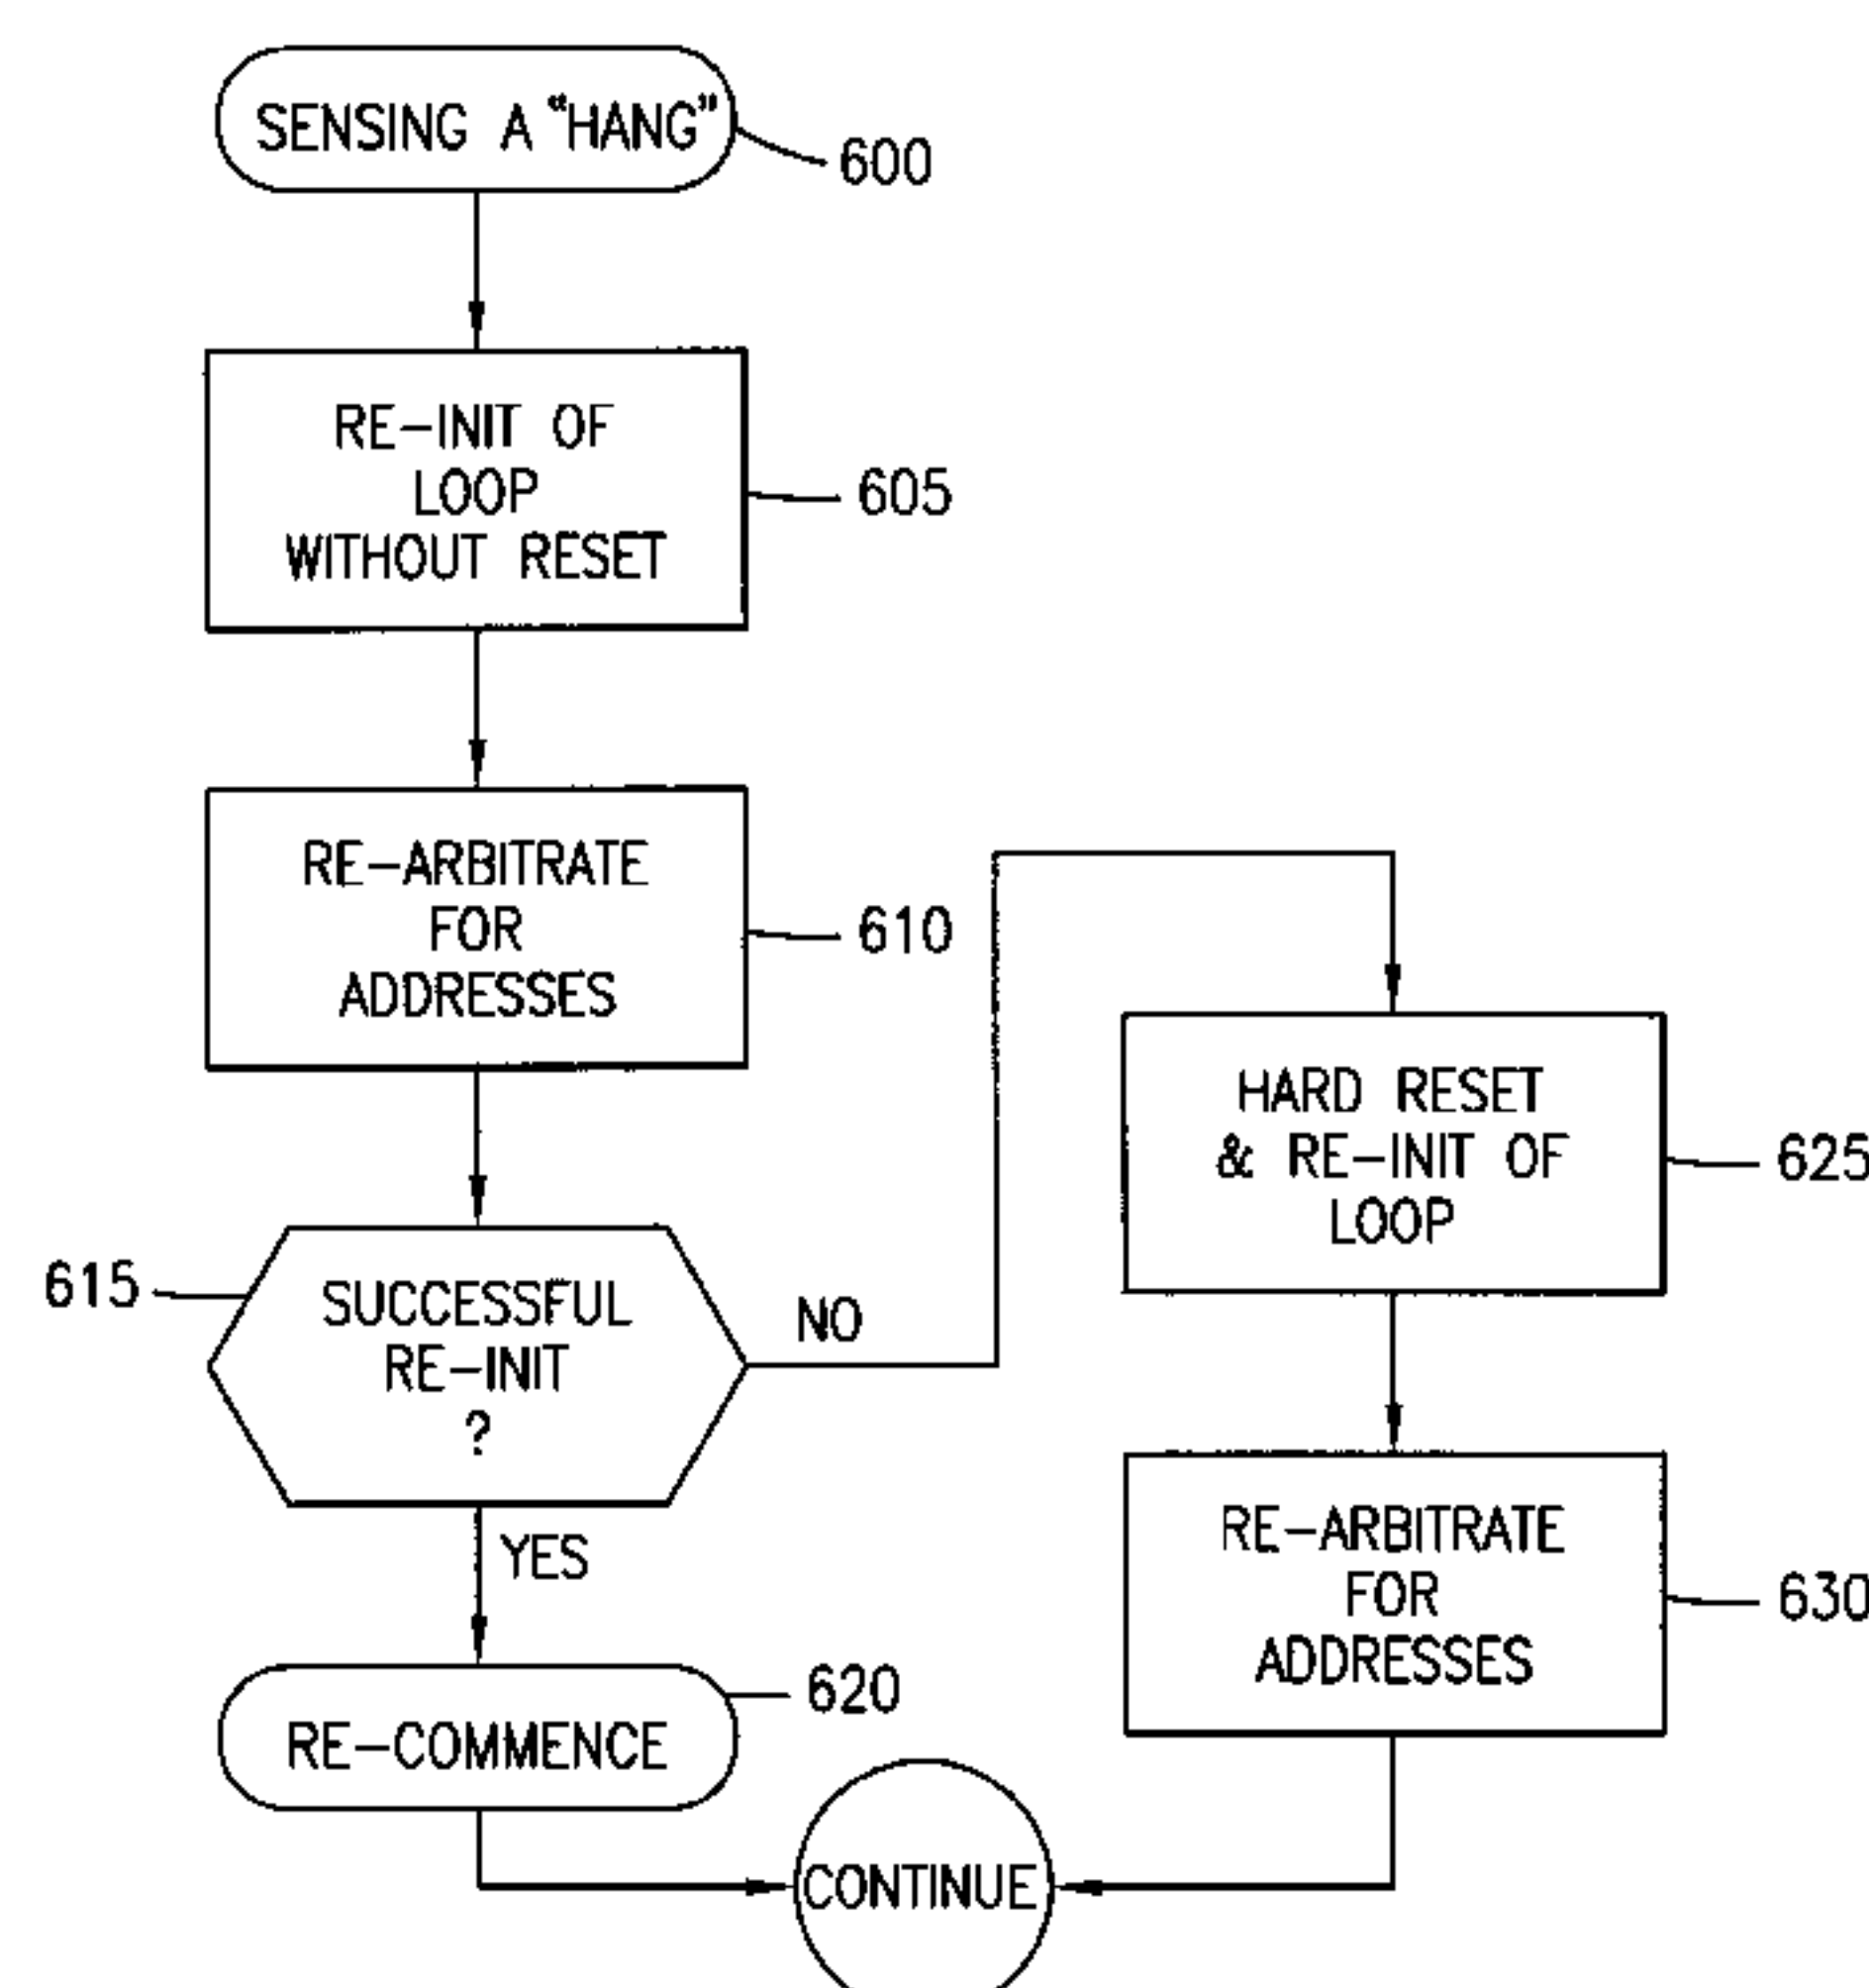 SENSING A "HANG"
600
RE-INIT OF
LOOP
WITHOUT RESET
605
RE-ARBITRATE
FOR
ADDRESSES
610
615
SUCCESSFUL
RE-INIT
?
NO
YES
RE-COMMENCE
620
HARD RESET
& RE-INIT OF
LOOP
625
RE-ARBITRATE
FOR
ADDRESSES
630
CONTINUE